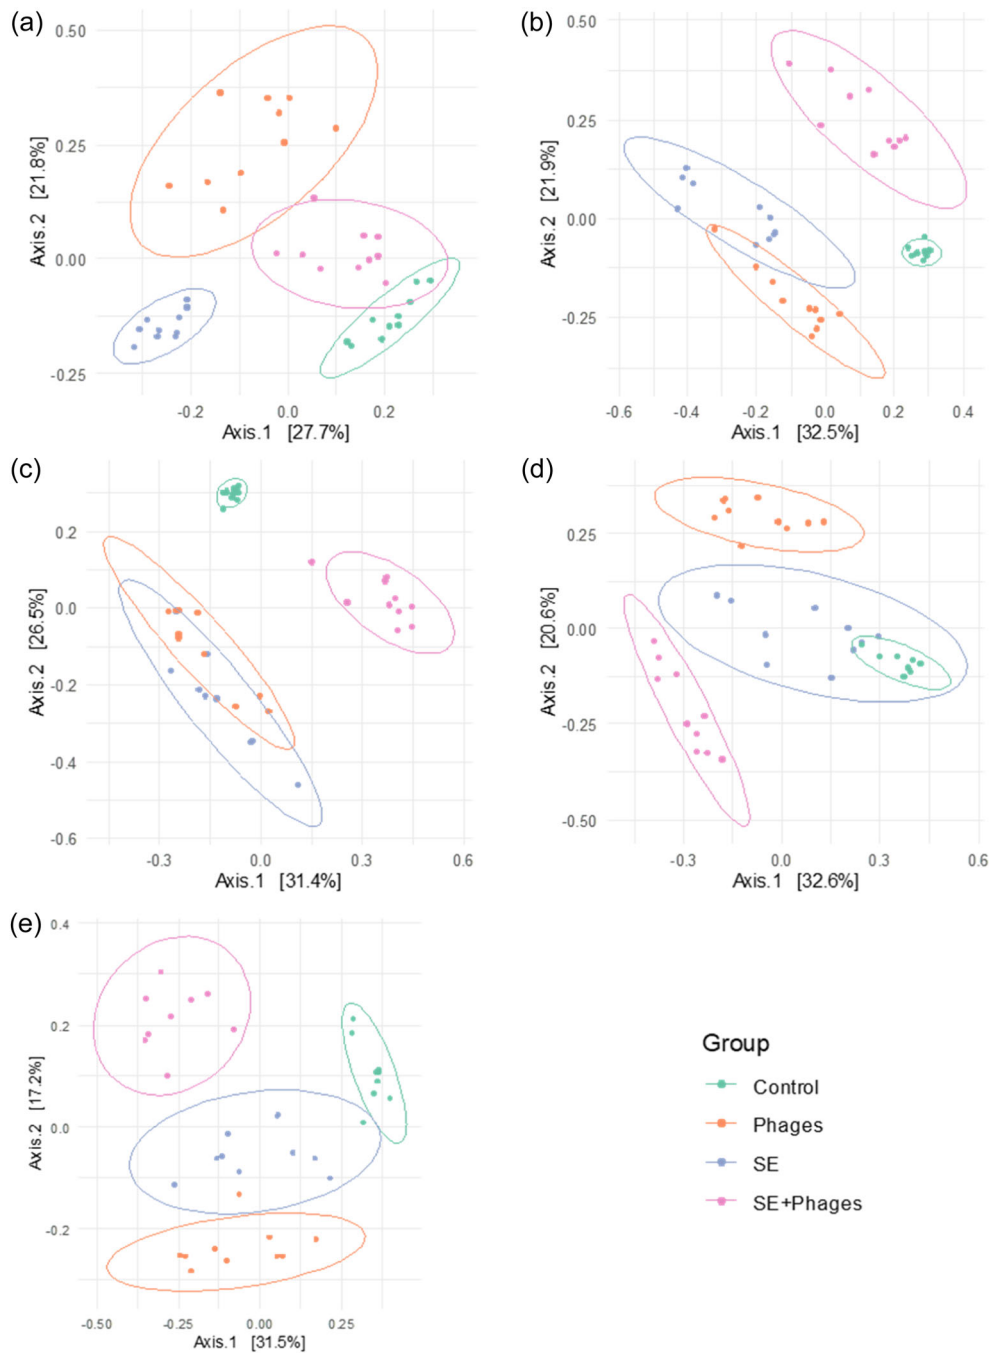 (a)
0.50
0.25
0.00
-0.25
Axis.2 [21.8%]
-0.2
0.0
0.2
Axis.1 [27.7%]
(b)
0.50
0.25
0.00
-0.25
Axis.2 [21.9%]
-0.6
-0.4
-0.2
0.0
0.2
0.4
Axis.1 [32.5%]
(c)
0.2
0.0
-0.2
-0.4
-0.6
Axis.2 [26.5%]
-0.3
0.0
0.3
0.6
Axis.1 [31.4%]
(d)
0.25
0.00
-0.25
-0.50
Axis.2 [20.6%]
-0.3
0.0
0.3
0.6
Axis.1 [32.6%]
(e)
0.4
0.2
0.0
-0.2
Axis.2 [17.2%]
-0.50
-0.25
0.00
0.25
Axis.1 [31.5%]
Group
Control
Phages
SE
SE+Phages